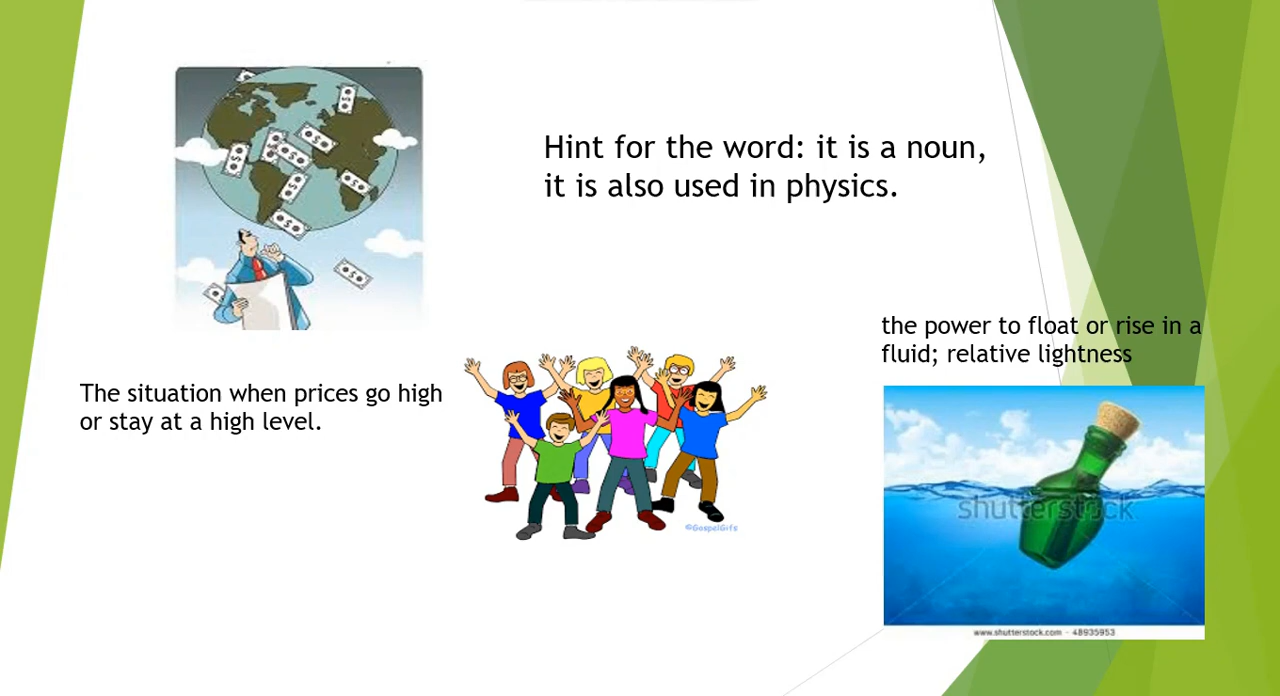 Hint for the word: it is a noun,
it is also used in physics.
the power to float or rise in a
fluid; relative lightness
The situation when prices go high
or stay at a high level.
©GospelGifs
shutterstock
www.shutterstock.com · 48935953